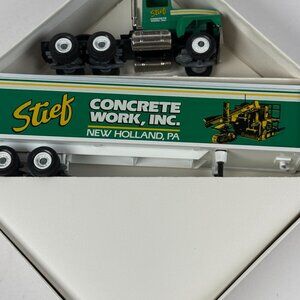 Stief
CONCRETE
WORK, INC.
NEW HOLLAND, PA